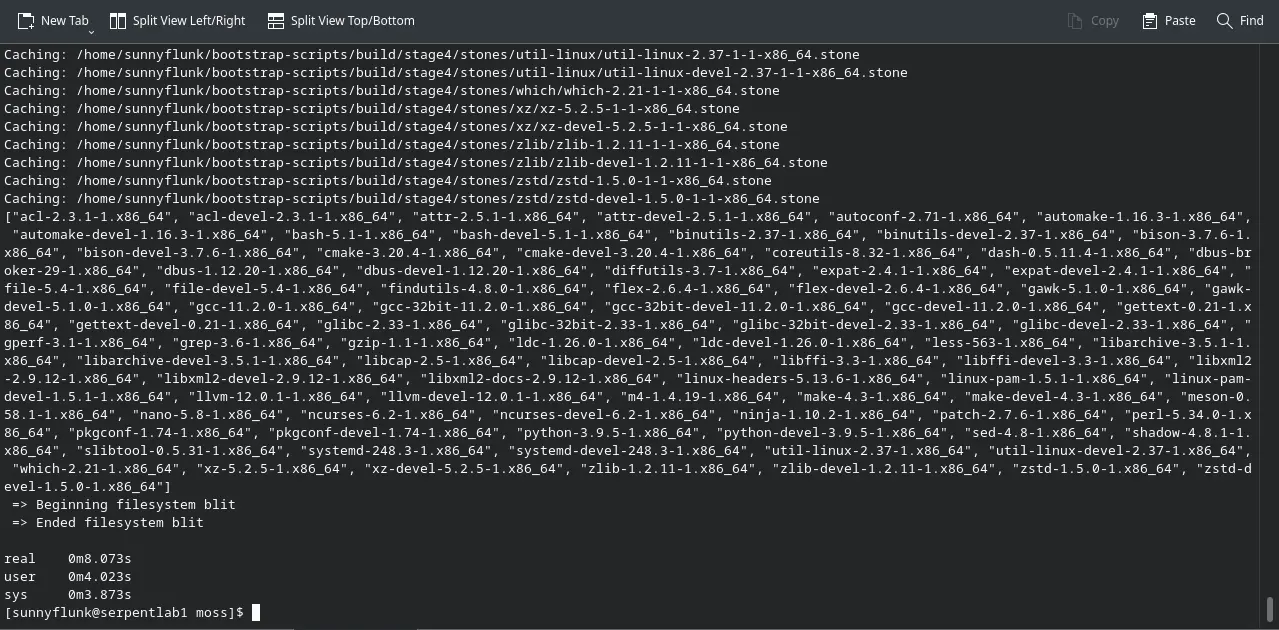 New Tab Split View Left/Right Split View Top/Bottom Copy Paste Find
Caching: /home/sunnyflunk/bootstrap-scripts/build/stage4/stones/util-linux/util-linux-2.37-1-1-x86_64.stone
Caching: /home/sunnyflunk/bootstrap-scripts/build/stage4/stones/util-linux/util-linux-devel-2.37-1-1-x86_64.stone
Caching: /home/sunnyflunk/bootstrap-scripts/build/stage4/stones/which/which-2.21-1-1-x86_64.stone
Caching: /home/sunnyflunk/bootstrap-scripts/build/stage4/stones/xz/xz-5.2.5-1-1-x86_64.stone
Caching: /home/sunnyflunk/bootstrap-scripts/build/stage4/stones/xz/xz-devel-5.2.5-1-1-x86_64.stone
Caching: /home/sunnyflunk/bootstrap-scripts/build/stage4/stones/zlib/zlib-1.2.11-1-1-x86_64.stone
Caching: /home/sunnyflunk/bootstrap-scripts/build/stage4/stones/zlib/zlib-devel-1.2.11-1-1-x86_64.stone
Caching: /home/sunnyflunk/bootstrap-scripts/build/stage4/stones/zstd/zstd-1.5.0-1-1-x86_64.stone
Caching: /home/sunnyflunk/bootstrap-scripts/build/stage4/stones/zstd/zstd-devel-1.5.0-1-1-x86_64.stone
["acl-2.3.1-1.x86_64", "acl-devel-2.3.1-1.x86_64", "attr-2.5.1-1.x86_64", "attr-devel-2.5.1-1.x86_64", "autoconf-2.71-1.x86_64", "automake-1.16.3-1.x86_64",
"automake-devel-1.16.3-1.x86_64", "bash-5.1-1.x86_64", "bash-devel-5.1-1.x86_64", "binutils-2.37-1.x86_64", "binutils-devel-2.37-1.x86_64", "bison-3.7.6-1.
x86_64", "bison-devel-3.7.6-1.x86_64", "cmake-3.20.4-1.x86_64", "cmake-devel-3.20.4-1.x86_64", "coreutils-8.32-1.x86_64", "dash-0.5.11.4-1.x86_64", "dbus-br
oker-29-1.x86_64", "dbus-1.12.20-1.x86_64", "dbus-devel-1.12.20-1.x86_64", "diffutils-3.7-1.x86_64", "expat-2.4.1-1.x86_64", "expat-devel-2.4.1-1.x86_64", "
file-5.4-1.x86_64", "file-devel-5.4-1.x86_64", "findutils-4.8.0-1.x86_64", "flex-2.6.4-1.x86_64", "flex-devel-2.6.4-1.x86_64", "gawk-5.1.0-1.x86_64", "gawk-
devel-5.1.0-1.x86_64", "gcc-11.2.0-1.x86_64", "gcc-32bit-11.2.0-1.x86_64", "gcc-32bit-devel-11.2.0-1.x86_64", "gcc-devel-11.2.0-1.x86_64", "gettext-0.21-1.x
86_64", "gettext-devel-0.21-1.x86_64", "glibc-2.33-1.x86_64", "glibc-32bit-2.33-1.x86_64", "glibc-32bit-devel-2.33-1.x86_64", "glibc-devel-2.33-1.x86_64", "
gperf-3.1-1.x86_64", "grep-3.6-1.x86_64", "gzip-1.1-1.x86_64", "ldc-1.26.0-1.x86_64", "ldc-devel-1.26.0-1.x86_64", "less-563-1.x86_64", "libarchive-3.5.1-1.
x86_64", "libarchive-devel-3.5.1-1.x86_64", "libcap-2.5-1.x86_64", "libcap-devel-2.5-1.x86_64", "libffi-3.3-1.x86_64", "libffi-devel-3.3-1.x86_64", "libxml2
-2.9.12-1.x86_64", "libxml2-devel-2.9.12-1.x86_64", "libxml2-docs-2.9.12-1.x86_64", "linux-headers-5.13.6-1.x86_64", "linux-pam-1.5.1-1.x86_64", "linux-pam-
devel-1.5.1-1.x86_64", "llvm-12.0.1-1.x86_64", "llvm-devel-12.0.1-1.x86_64", "m4-1.4.19-1.x86_64", "make-4.3-1.x86_64", "make-devel-4.3-1.x86_64", "meson-0.
58.1-1.x86_64", "nano-5.8-1.x86_64", "ncurses-6.2-1.x86_64", "ncurses-devel-6.2-1.x86_64", "ninja-1.10.2-1.x86_64", "patch-2.7.6-1.x86_64", "perl-5.34.0-1.x
86_64", "pkgconf-1.74-1.x86_64", "pkgconf-devel-1.74-1.x86_64", "python-3.9.5-1.x86_64", "python-devel-3.9.5-1.x86_64", "sed-4.8-1.x86_64", "shadow-4.8.1-1.
x86_64", "slibtool-0.5.31-1.x86_64", "systemd-248.3-1.x86_64", "systemd-devel-248.3-1.x86_64", "util-linux-2.37-1.x86_64", "util-linux-devel-2.37-1.x86_64",
"which-2.21-1.x86_64", "xz-5.2.5-1.x86_64", "xz-devel-5.2.5-1.x86_64", "zlib-1.2.11-1.x86_64", "zlib-devel-1.2.11-1.x86_64", "zstd-1.5.0-1.x86_64", "zstd-d
evel-1.5.0-1.x86_64"]
=> Beginning filesystem blit
=> Ended filesystem blit
real 0m8.073s
user 0m4.023s
sys 0m3.873s
[sunnyflunk@serpentlab1 moss]$